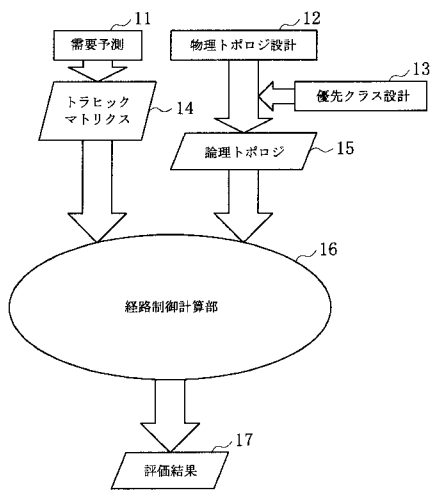 11
需要予測
12
物理トポロジ設計
13
優先クラス設計
トラヒック
マトリクス
14
論理トポロジ
15
16
経路制御計算部
17
評価結果